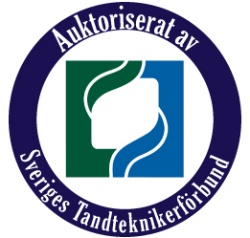 Auktoriserat av
Sveriges Tandteknikerförbund